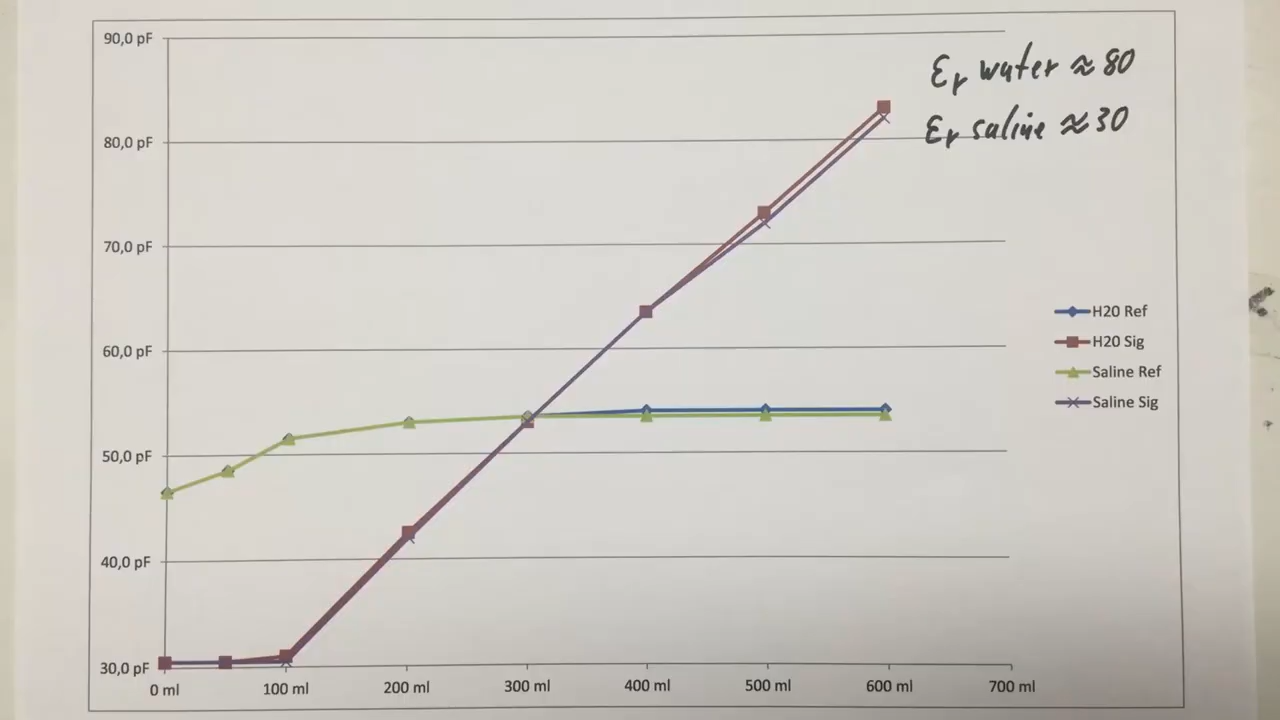 90,0 pF
εr water ≈ 80
εr saline ≈ 30
80,0 pF
70,0 pF
60,0 pF
50,0 pF
40,0 pF
30,0 pF
H20 Ref
H20 Sig
Saline Ref
Saline Sig
0 ml 100 ml 200 ml 300 ml 400 ml 500 ml 600 ml 700 ml